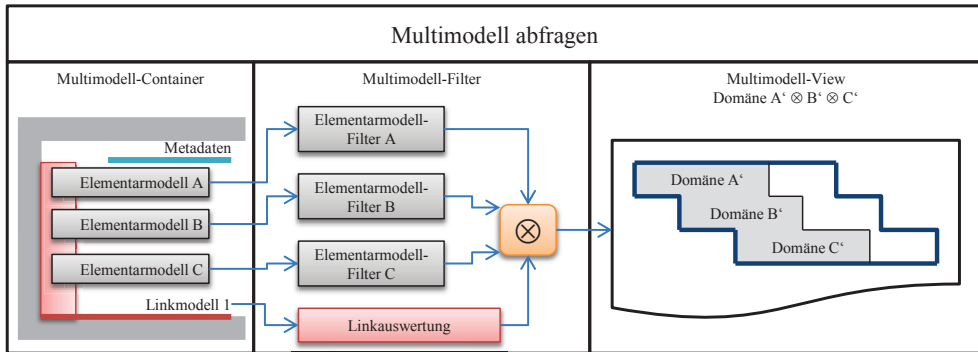 Multimodell abfragen
Multimodell-Container
Metadaten
Elementarmodell A
Elementarmodell B
Elementarmodell C
Linkmodell 1
Multimodell-Filter
Elementarmodell-
Filter A
Elementarmodell-
Filter B
Elementarmodell-
Filter C
Linkauswertung
⊗
Multimodell-View
Domäne A‘ ⊗ B‘ ⊗ C‘
Domäne A‘
Domäne B‘
Domäne C‘